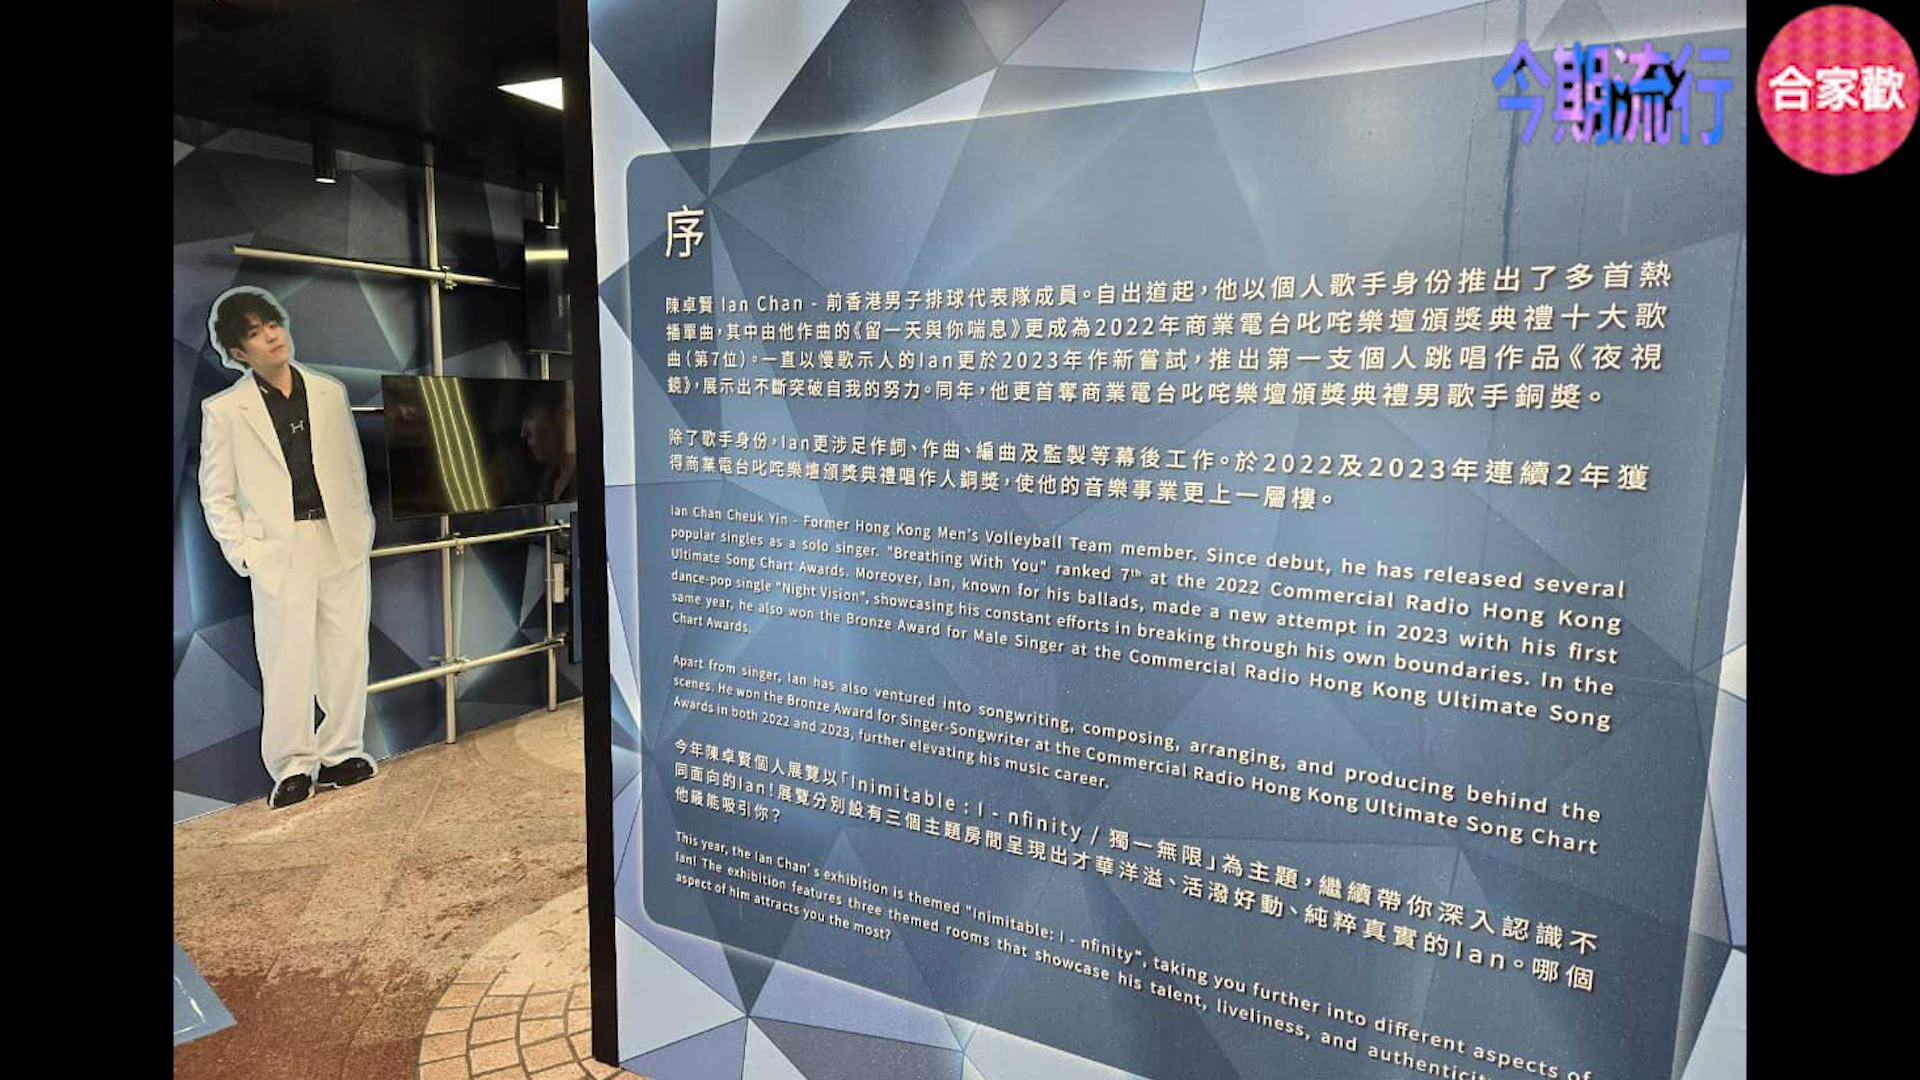 今期流行
合家歡
序
陳卓賢 Ian Chan - 前香港男子排球代表隊成員。自出道起，他以個人歌手身份推出了多首熱
播單曲，其中由他作曲的《留一天與你喘息》更成為2022年商業電台叱咤樂壇頒獎典禮十大歌
曲（第7位）。一直以慢歌示人的Ian更於2023年作新嘗試，推出第一支個人跳唱作品《夜視
鏡》，展示出不斷突破自我的努力。同年，他更首奪商業電台叱咤樂壇頒獎典禮男歌手銅獎。
除了歌手身份，Ian更涉足作詞、作曲、編曲及監製等幕後工作。於2022及2023年連續2年獲
得商業電台叱咤樂壇頒獎典禮唱作人銅獎，使他的音樂事業更上一層樓。
Ian Chan Cheuk Yin - Former Hong Kong Men's Volleyball Team member. Since debut, he has released several
popular singles as a solo singer. "Breathing With You" ranked 7th at the 2022 Commercial Radio Hong Kong
Ultimate Song Chart Awards. Moreover, Ian, known for his ballads, made a new attempt in 2023 with his first
dance-pop single "Night Vision", showcasing his constant efforts in breaking through his own boundaries. In the
same year, he also won the Bronze Award for Male Singer at the Commercial Radio Hong Kong Ultimate Song
Chart Awards.
Apart from singer, Ian has also ventured into songwriting, composing, arranging, and producing behind the
scenes. He won the Bronze Award for Singer-Songwriter at the Commercial Radio Hong Kong Ultimate Song Chart
Awards in both 2022 and 2023, further elevating his music career.
今年陳卓賢個人展覽以「Inimitable : I - nfinity / 獨一無限」為主題，繼續帶你深入認識不
同面向的Ian！展覽分別設有三個主題房間呈現出才華洋溢、活潑好動、純粹真實的Ian。哪個
他最能吸引你？
This year, the Ian Chan's exhibition is themed "Inimitable: I - nfinity", taking you further into different aspects of
Ian! The exhibition features three themed rooms that showcase his talent, liveliness, and authenticity
aspect of him attracts you the most?